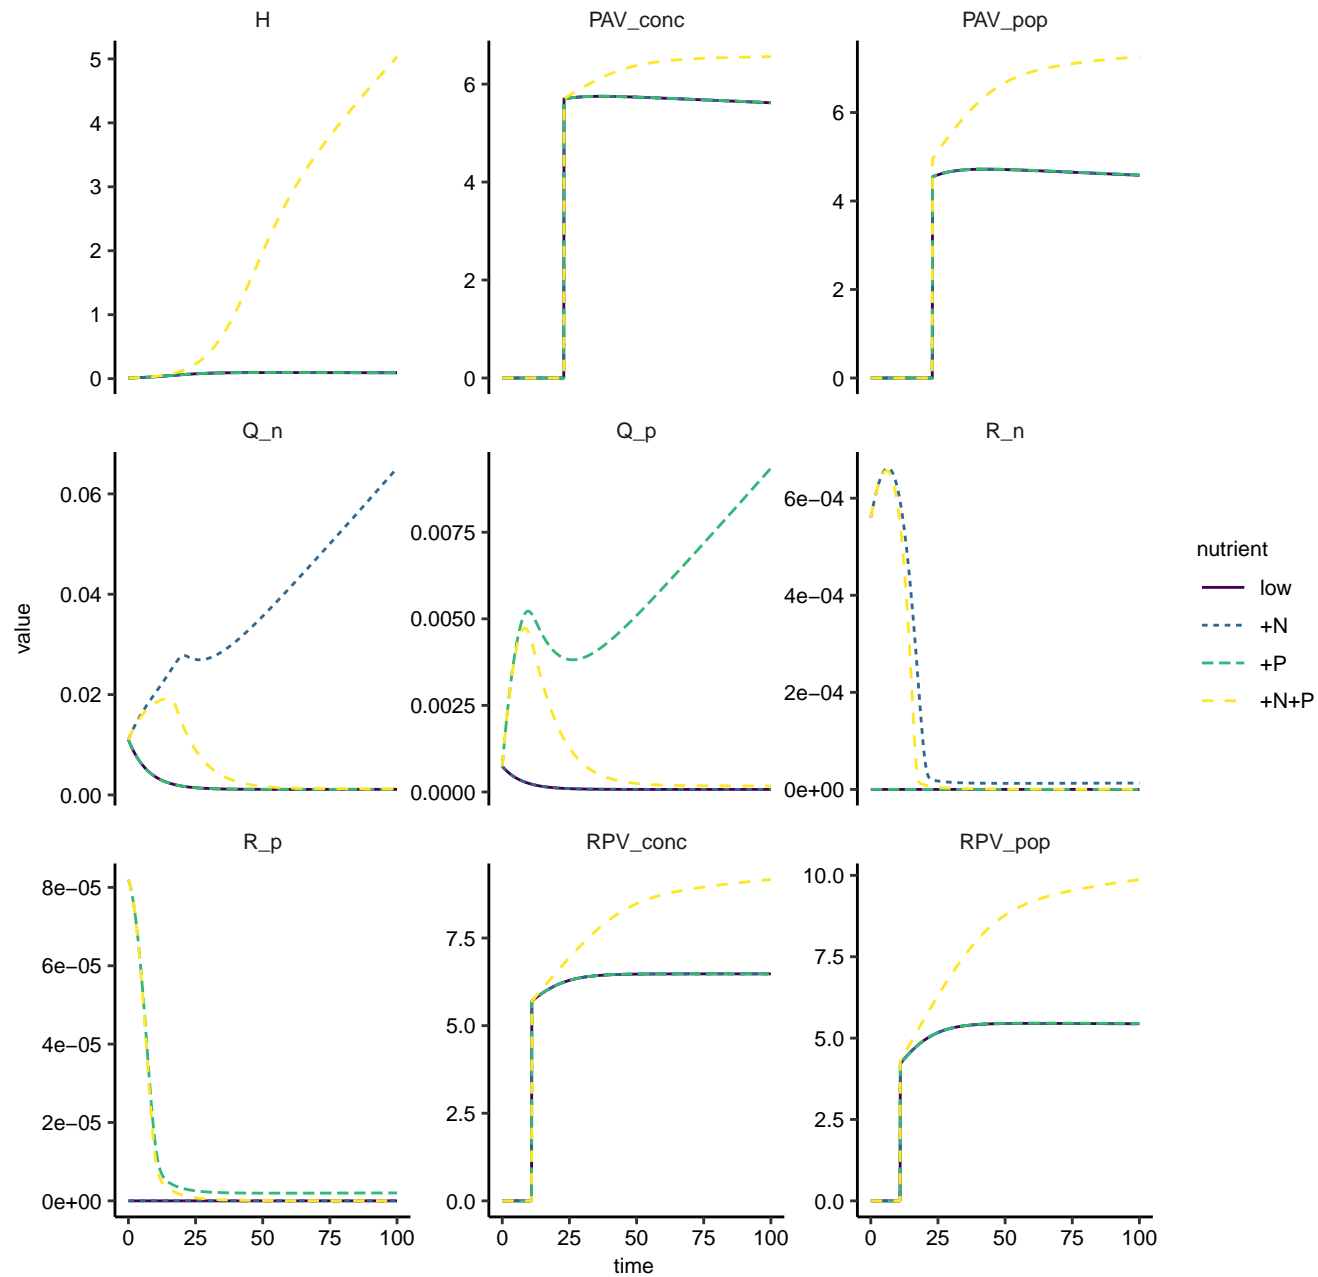 H
PAV_conc
PAV_pop
5
4
3
2
1
0
6
4
2
0
6
4
2
0
Q_n
Q_p
R_n
0.06
0.04
0.02
0.00
0.0075
0.0050
0.0025
0.0000
6e−04
4e−04
2e−04
0e+00
value
nutrient
low
+N
+P
+N+P
R_p
RPV_conc
RPV_pop
8e−05
6e−05
4e−05
2e−05
0e+00
7.5
5.0
2.5
0.0
10.0
7.5
5.0
2.5
0.0
0 25 50 75 100
0 25 50 75 100
0 25 50 75 100
time